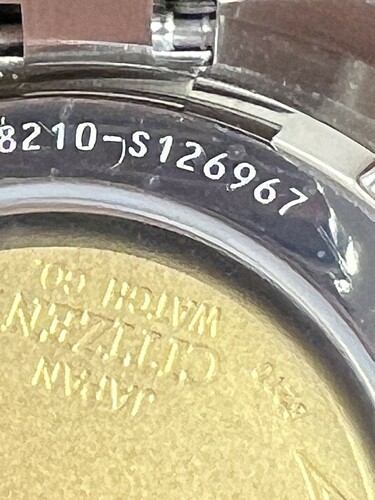 8210-S126967
WATCH CO.
CITIZEN
JAPAN